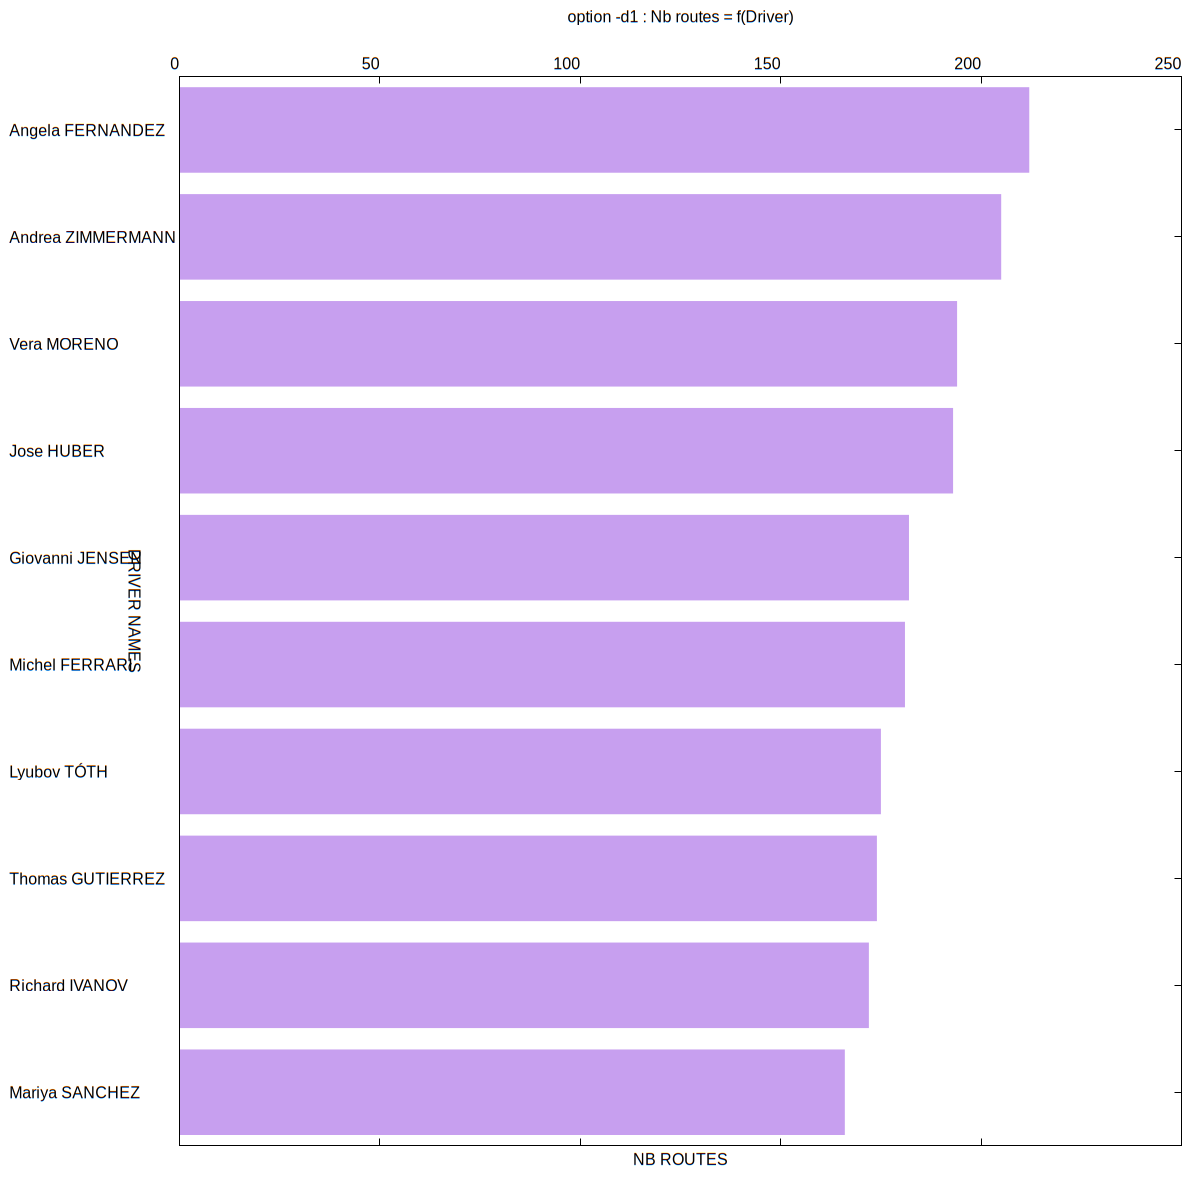 option -d1 : Nb routes = f(Driver)
0 50 100 150 200 250
Angela FERNANDEZ
Andrea ZIMMERMANN
Vera MORENO
Jose HUBER
Giovanni JENSEN
DRIVER NAMES
Michel FERRARI
Lyubov TÓTH
Thomas GUTIERREZ
Richard IVANOV
Mariya SANCHEZ
NB ROUTES